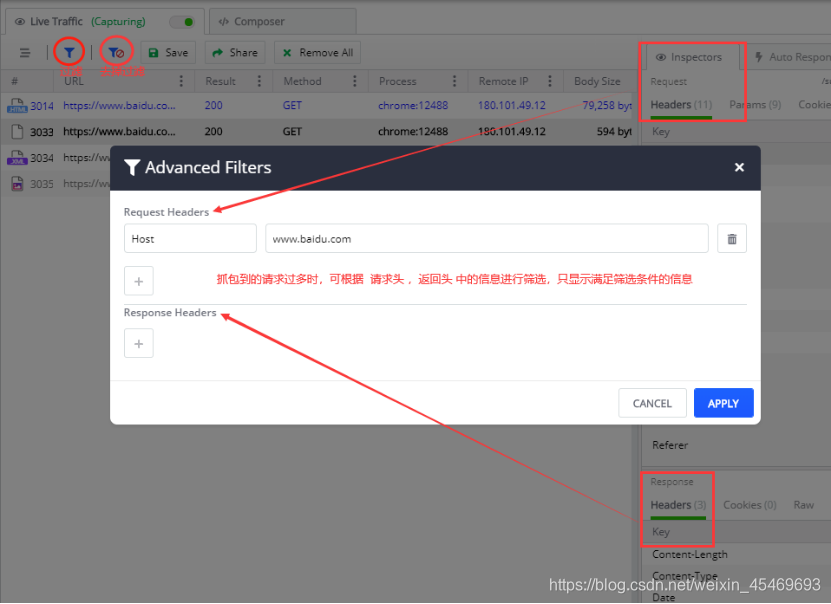 Live Traffic (Capturing)
Composer
Save
Share
Remove All
Inspectors
Auto Respon
Request
Headers (11) Params (9) Cookie
Key
# URL Result Method Process Remote IP Body Size
3014 https://www.baidu.co... 200 GET chrome:12488 180.101.49.12 79,258 byt
3033 https://www.baidu.co... 200 GET chrome:12488 180.101.49.12 594 byt
3034 https://ww
3035 https://ww
Advanced Filters
Request Headers
Host www.baidu.com
抓包到的请求过多时，可根据 请求头 ，返回头 中的信息进行筛选，只显示满足筛选条件的信息
Response Headers
CANCEL APPLY
Referer
Response
Headers (3) Cookies (0) Raw
Key
Content-Length
Content-Type
Date
https://blog.csdn.net/weixin_45469693